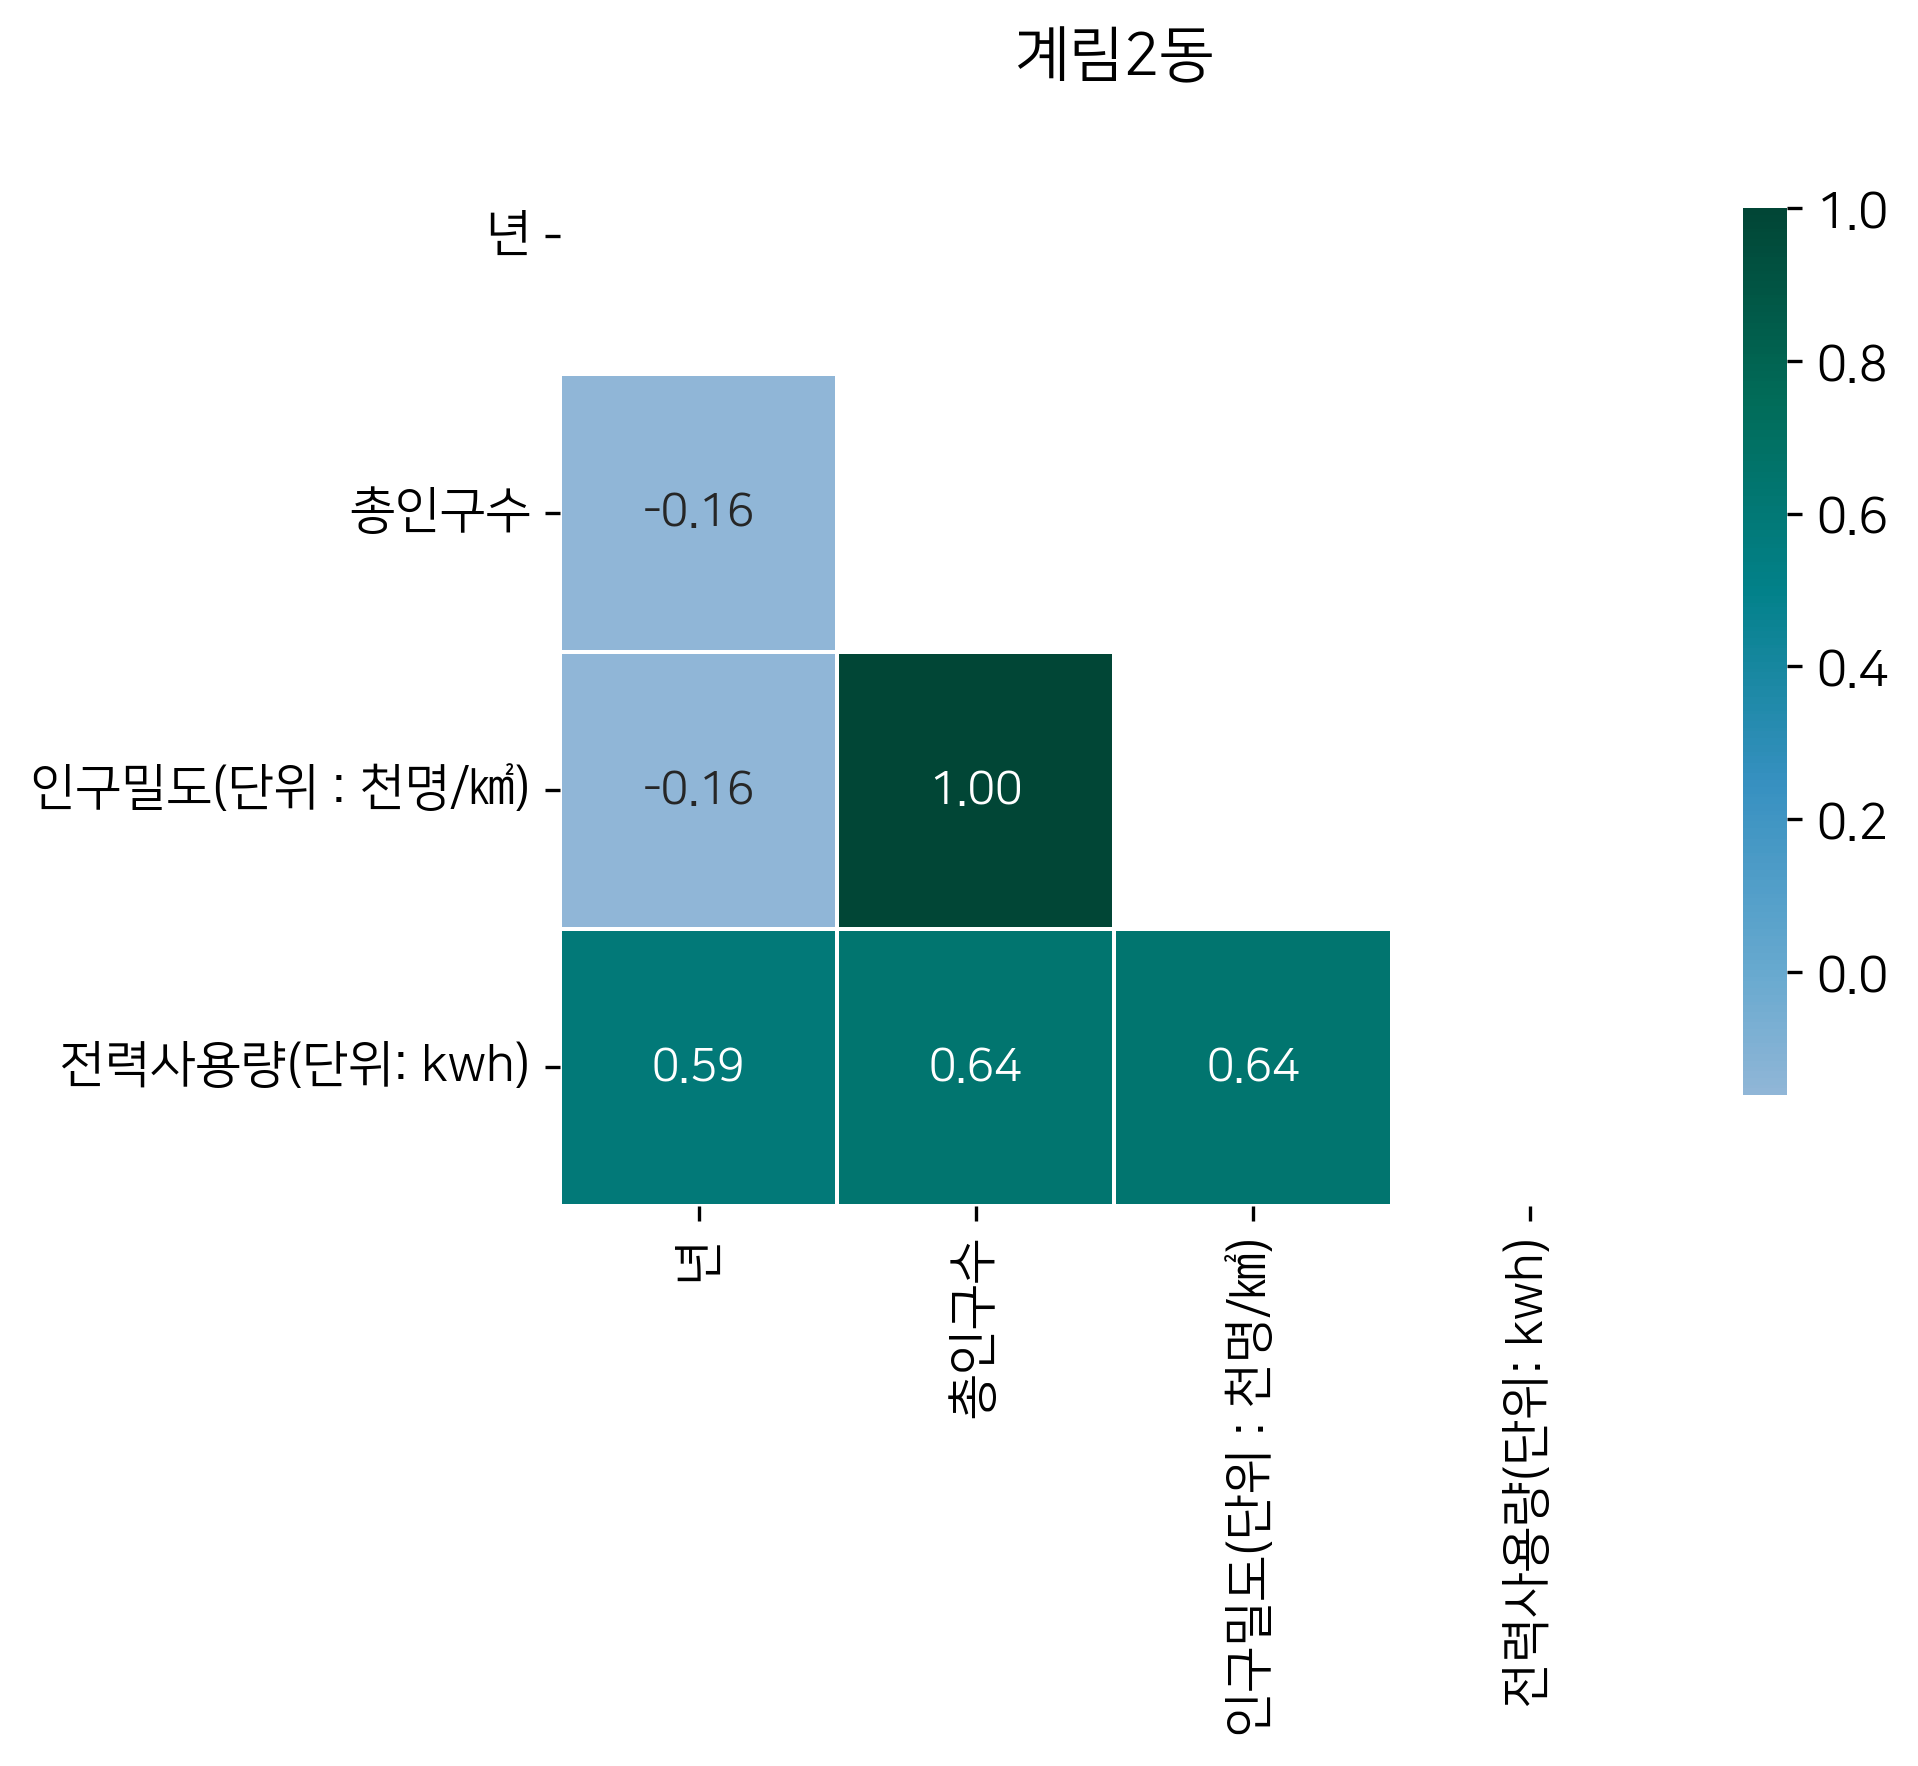 계림2동
년
총인구수
-0.16
인구밀도(단위 : 천명/㎢)
-0.16 1.00
전력사용량(단위: kwh)
0.59 0.64 0.64
년
총인구수
인구밀도(단위 : 천명/㎢)
전력사용량(단위: kwh)
1.0
0.8
0.6
0.4
0.2
0.0